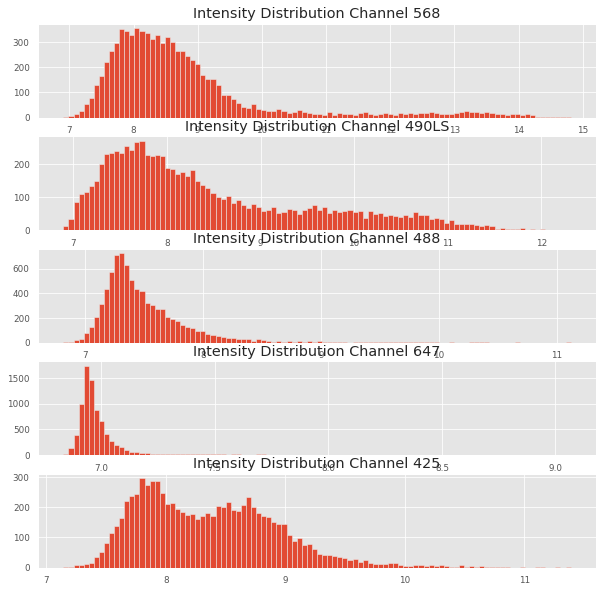 Intensity Distribution Channel 568
300
200
100
0
7 8 9 10 11 12 13 14 15
Intensity Distribution Channel 490LS
200
100
0
7 8 9 10 11 12
Intensity Distribution Channel 488
600
400
200
0
7 8 9 10 11
Intensity Distribution Channel 647
1500
1000
500
0
7.0 7.5 8.0 8.5 9.0
Intensity Distribution Channel 425
300
200
100
0
7 8 9 10 11